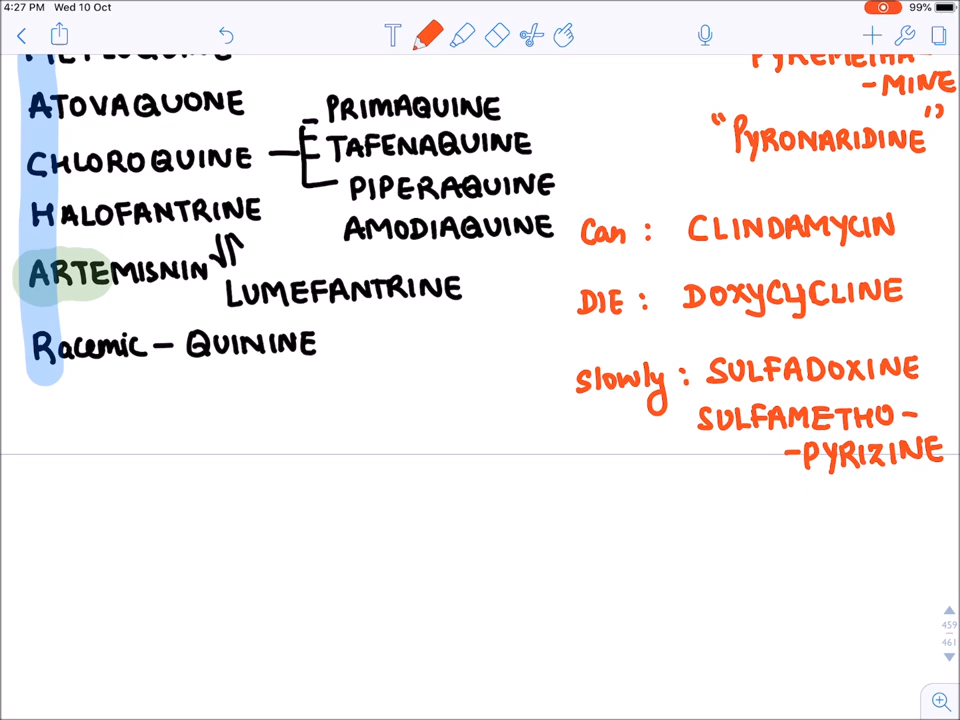 4:27 PM Wed 10 Oct
99%
T
ATOVAQUONE
CHLOROQUINE
PRIMAQUINE
TAFENAQUINE
PIPERAQUINE
AMODIAQUINE
HALOFANTRINE
ARTEMISNIN
LUMEFANTRINE
Racemic - QUININE
PYREMETHA -
- MINE
"PYRONARIDINE"
Can : CLINDAMYCIN
DIE : DOXYCYCLINE
Slowly : SULFADOXINE
SULFAMETHO -
- PYRIZINE
459
461